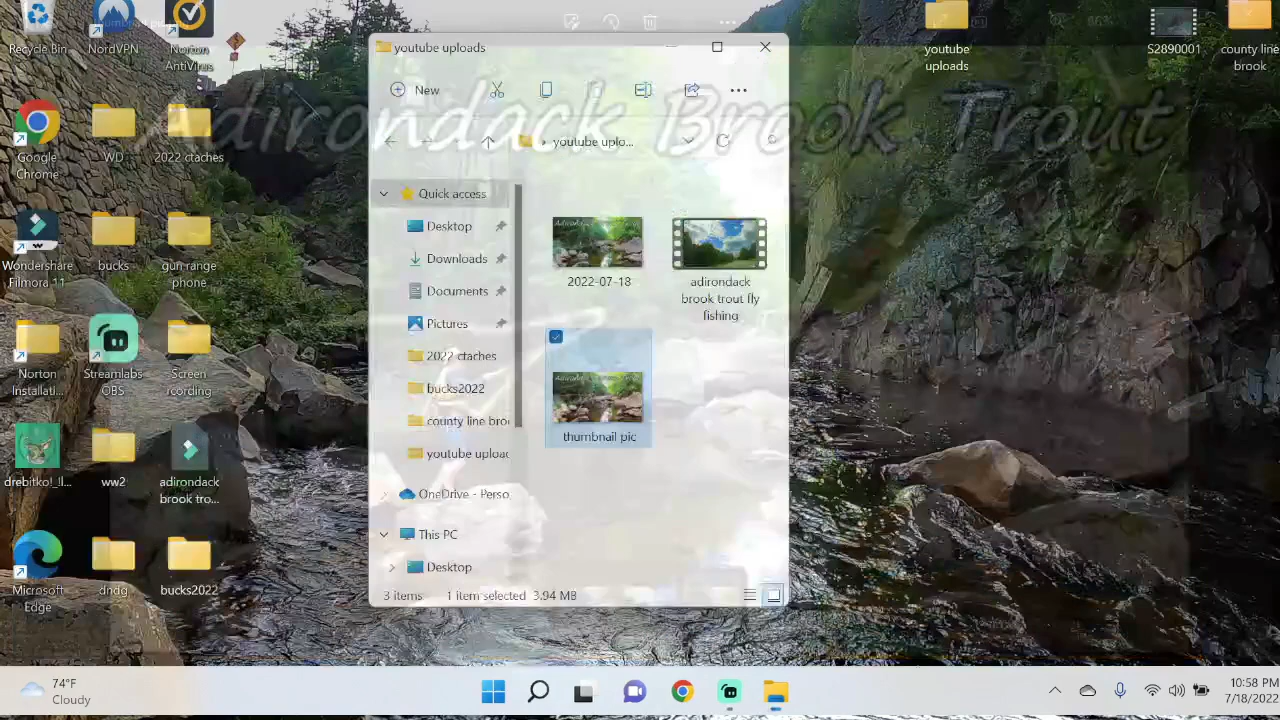 Adirondack Brook Trout
86%
Recycle Bin
NordVPN
Norton
AntiVirus
youtube
uploads
S2890001
county line
brook
Google
Chrome
WD
2022 ctaches
Wondershare
Filmora 11
bucks
gun range
phone
Norton
Installati...
Streamlabs
OBS
Screen
rcording
drebitko!_!l...
ww2
adirondack
brook tro...
Microsoft
Edge
dndg
bucks2022
youtube uploads
New
youtube uplo...
Quick access
Desktop
Downloads
Documents
Pictures
2022 ctaches
bucks2022
county line bro
youtube upload
OneDrive - Perso
This PC
Desktop
2022-07-18
adirondack
brook trout fly
fishing
thumbnail pic
3 items
1 item selected 3.94 MB
74°F
Cloudy
10:58 PM
7/18/2022